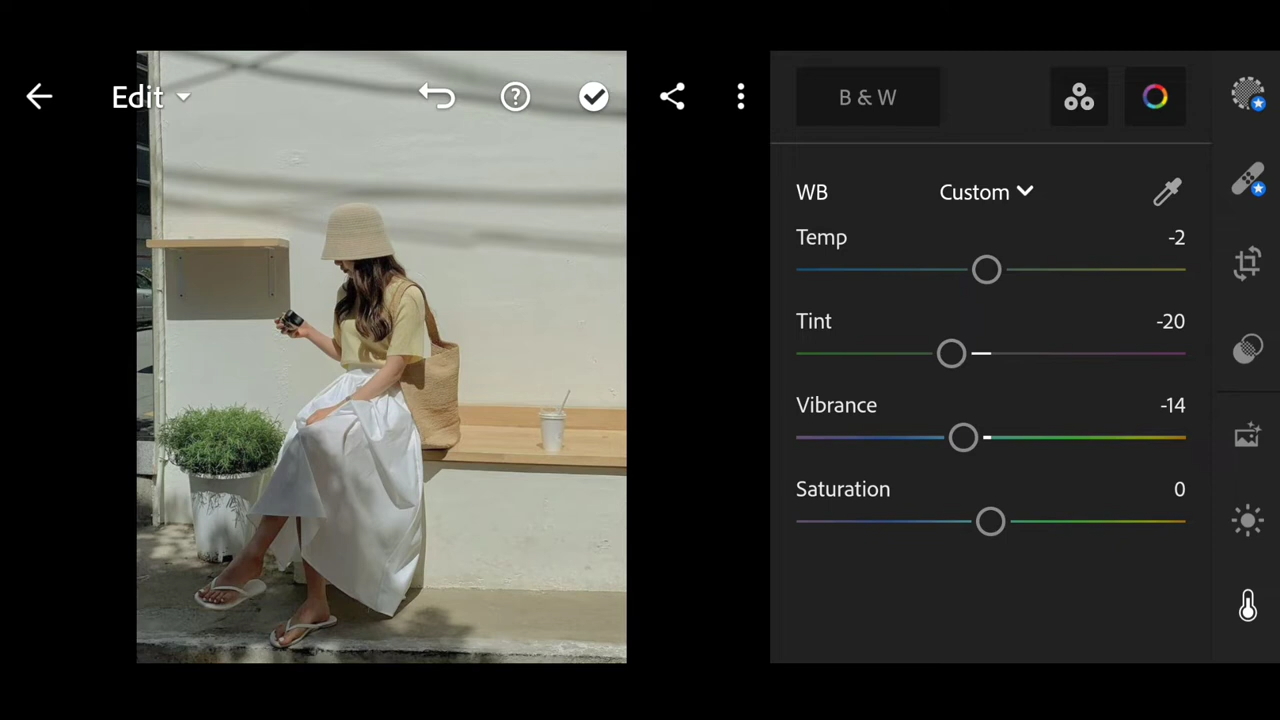 Edit
B & W
WB Custom
Temp -2
Tint -20
Vibrance -14
Saturation 0